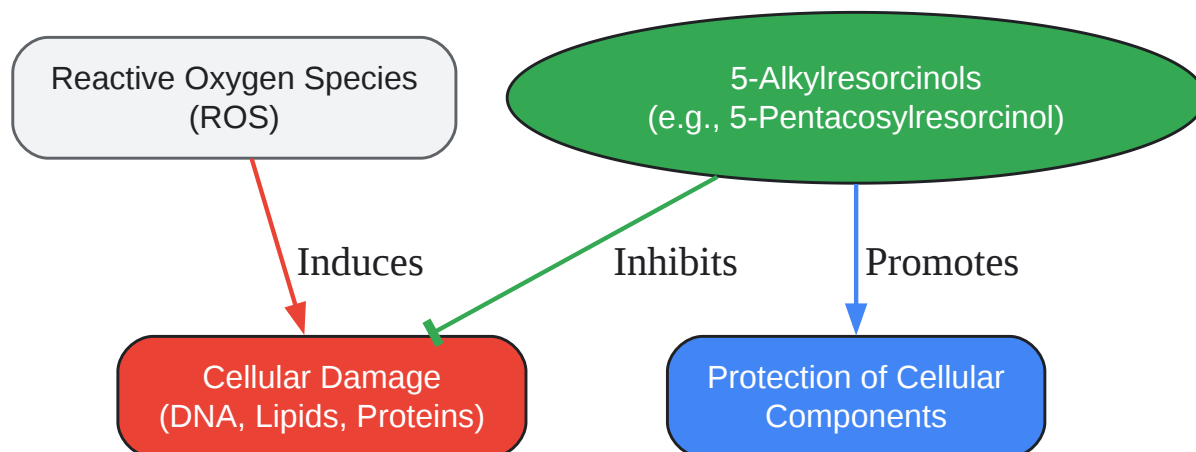 Reactive Oxygen Species
(ROS)
5-Alkylresorcinols
(e.g., 5-Pentacosylresorcinol)
Induces
Inhibits
Promotes
Cellular Damage
(DNA, Lipids, Proteins)
Protection of Cellular
Components